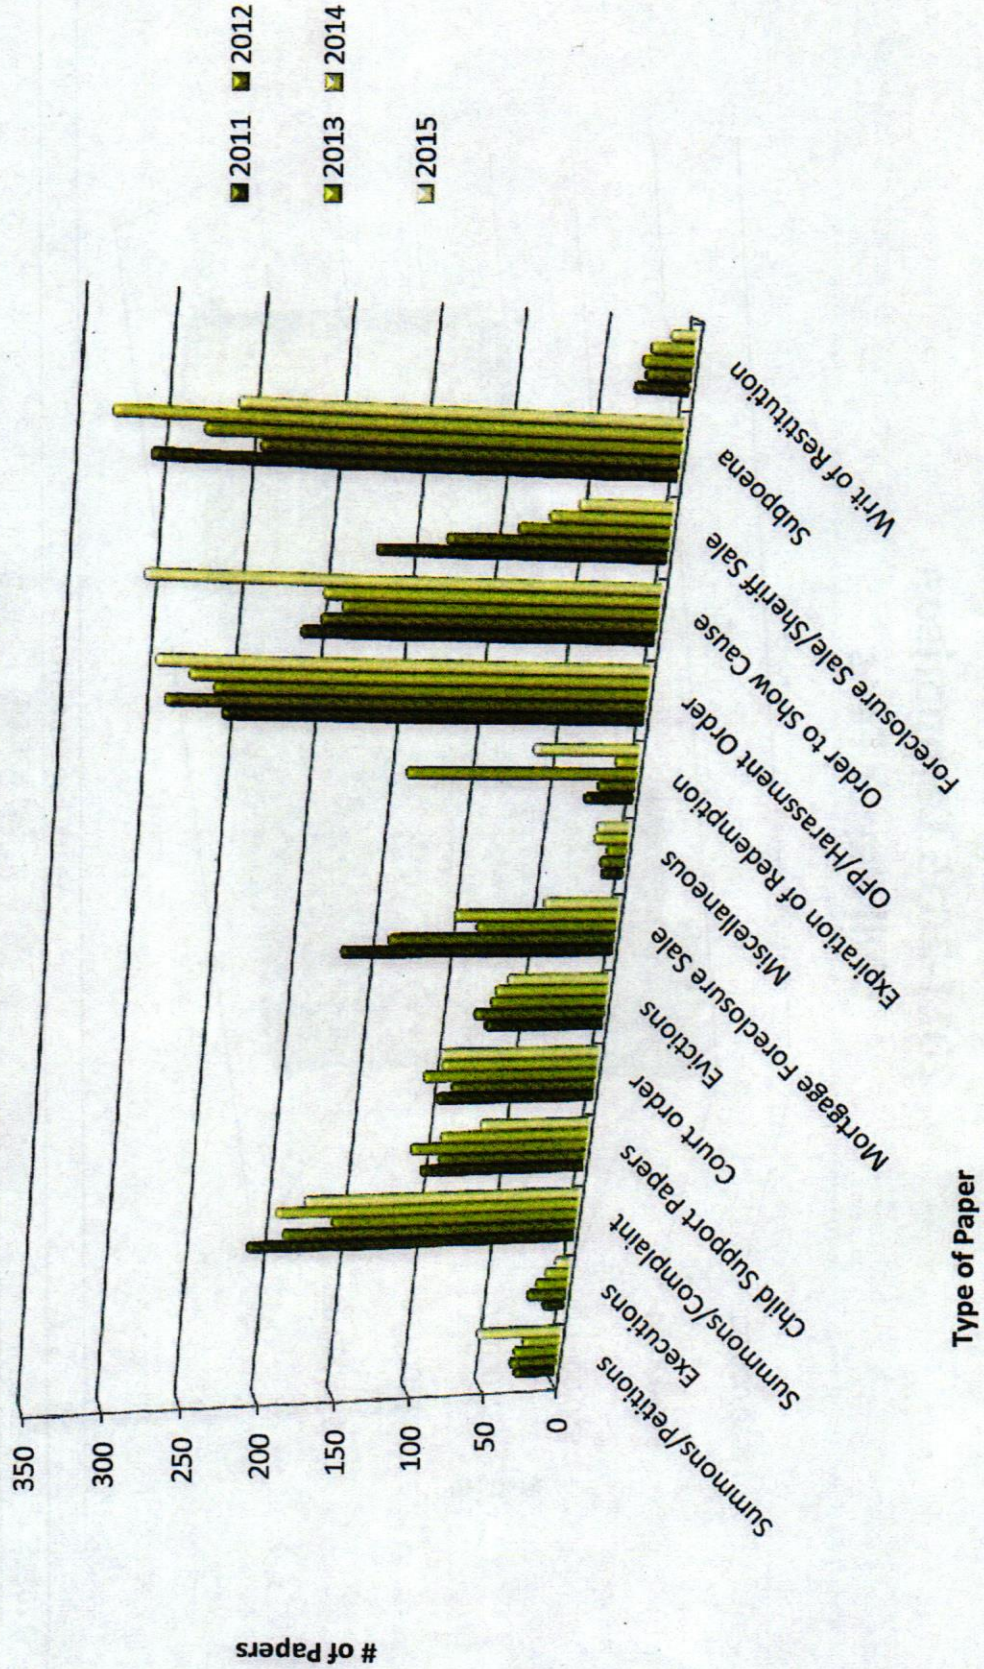 # of Papers
350
300
250
200
150
100
50
0
Summons/Petitions
Executions
Summons/Complaint
Child Support Papers
Court order
Evictions
Mortgage Foreclosure Sale
Miscellaneous
Expiration of Redemption
OFP/Harassment Order
Order to Show Cause
Foreclosure Sale/Sheriff Sale
Subpoena
Writ of Restitution
Type of Paper
2011 2012
2013 2014
2015